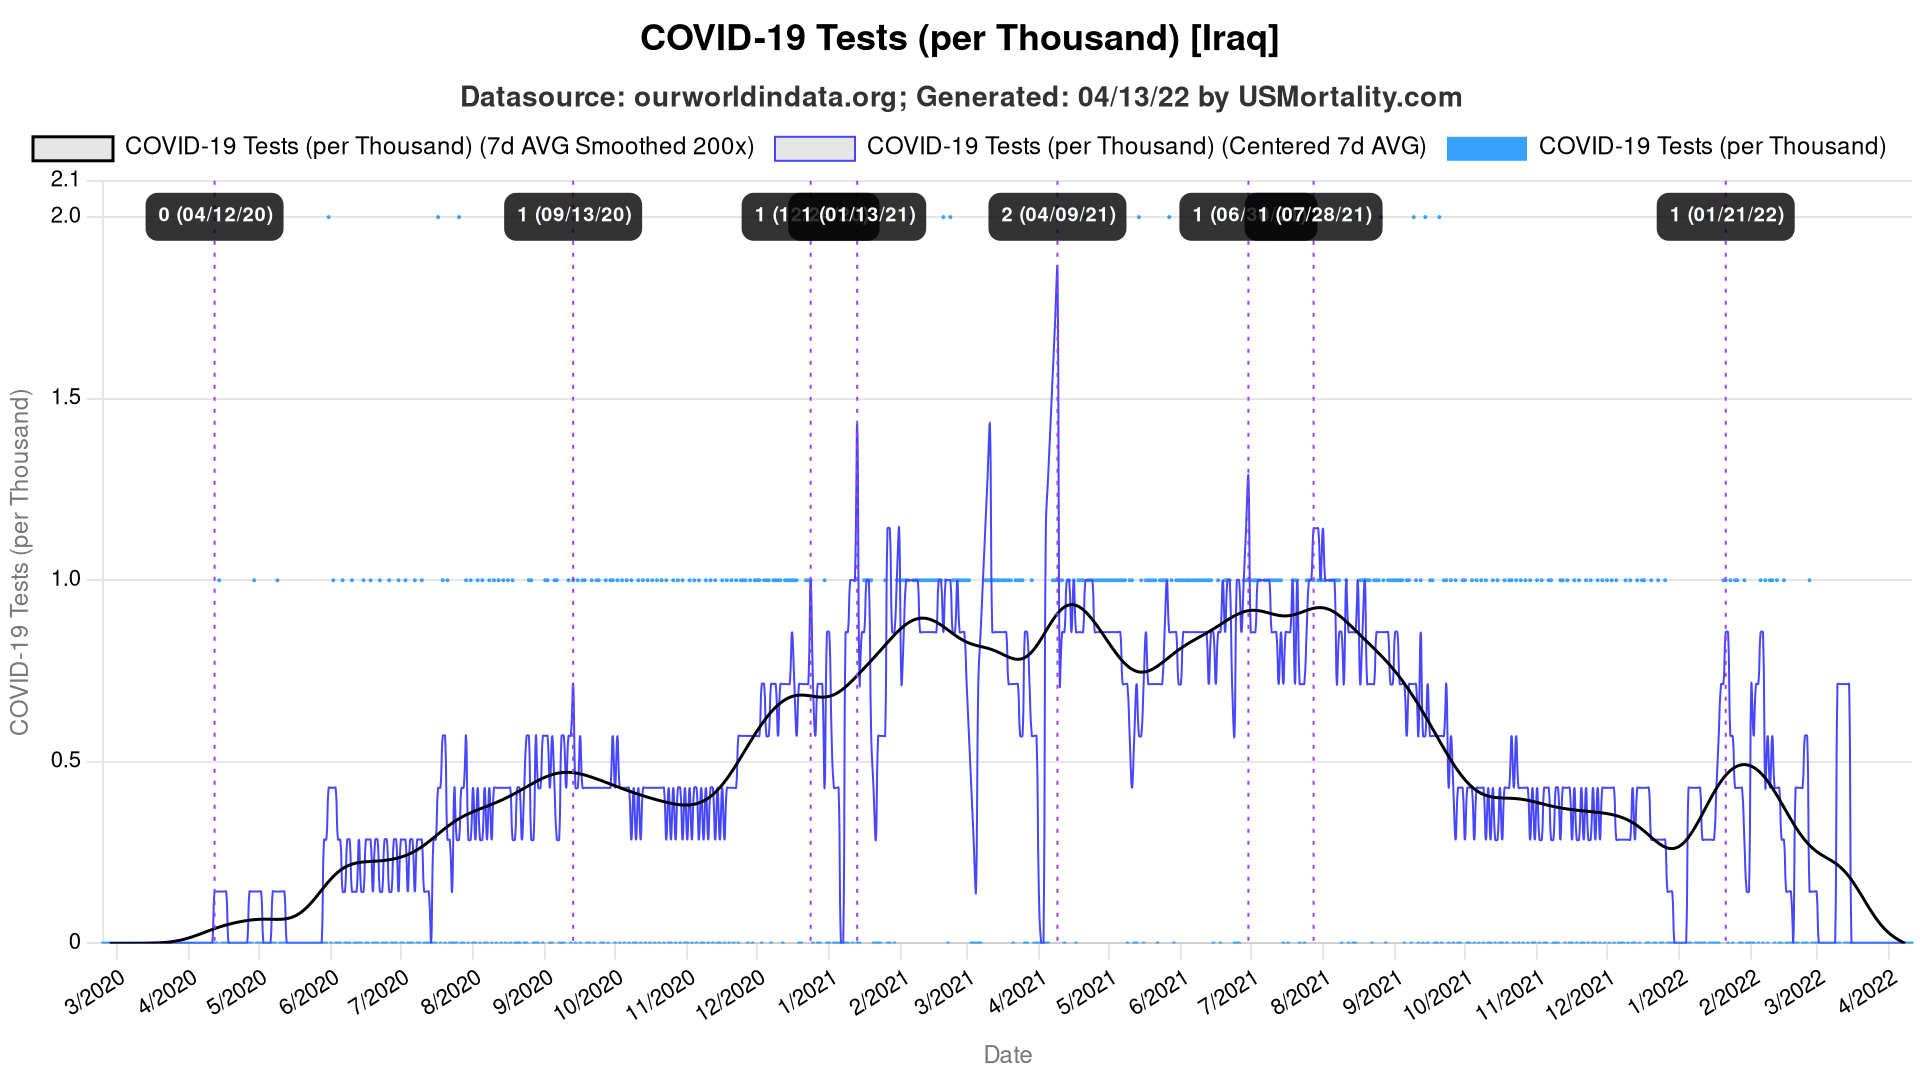 COVID-19 Tests (per Thousand) [Iraq]
Datasource: ourworldindata.org; Generated: 04/13/22 by USMortality.com
COVID-19 Tests (per Thousand) (7d AVG Smoothed 200x) COVID-19 Tests (per Thousand) (Centered 7d AVG) COVID-19 Tests (per Thousand)
2.1
0 (04/12/20) 1 (09/13/20) 1 1 (01/13/21) 2 (04/09/21) 1 1 (07/28/21) 1 (01/21/22)
2.0
1.5
1.0
0.5
0
COVID-19 Tests (per Thousand)
3/2020 4/2020 5/2020 6/2020 7/2020 8/2020 9/2020 10/2020 11/2020 12/2020 1/2021 2/2021 3/2021 4/2021 5/2021 6/2021 7/2021 8/2021 9/2021 10/2021 11/2021 12/2021 1/2022 2/2022 3/2022 4/2022
Date